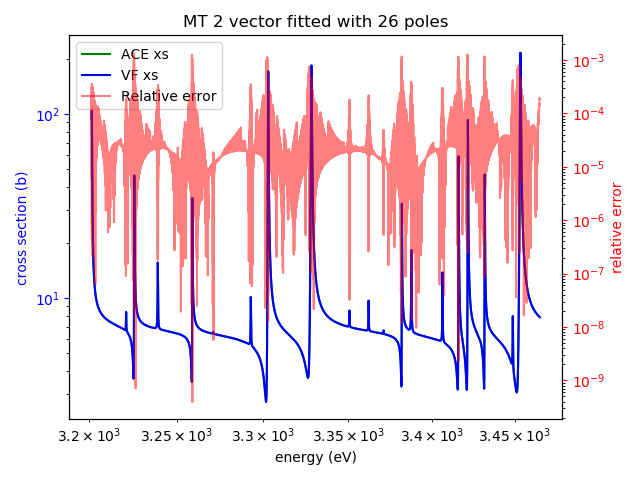 MT 2 vector fitted with 26 poles
ACE xs
VF xs
Relative error
cross section (b)
10²
10¹
relative error
10⁻³
10⁻⁴
10⁻⁵
10⁻⁶
10⁻⁷
10⁻⁸
10⁻⁹
3.2 × 10³ 3.25 × 10³ 3.3 × 10³ 3.35 × 10³ 3.4 × 10³ 3.45 × 10³
energy (eV)